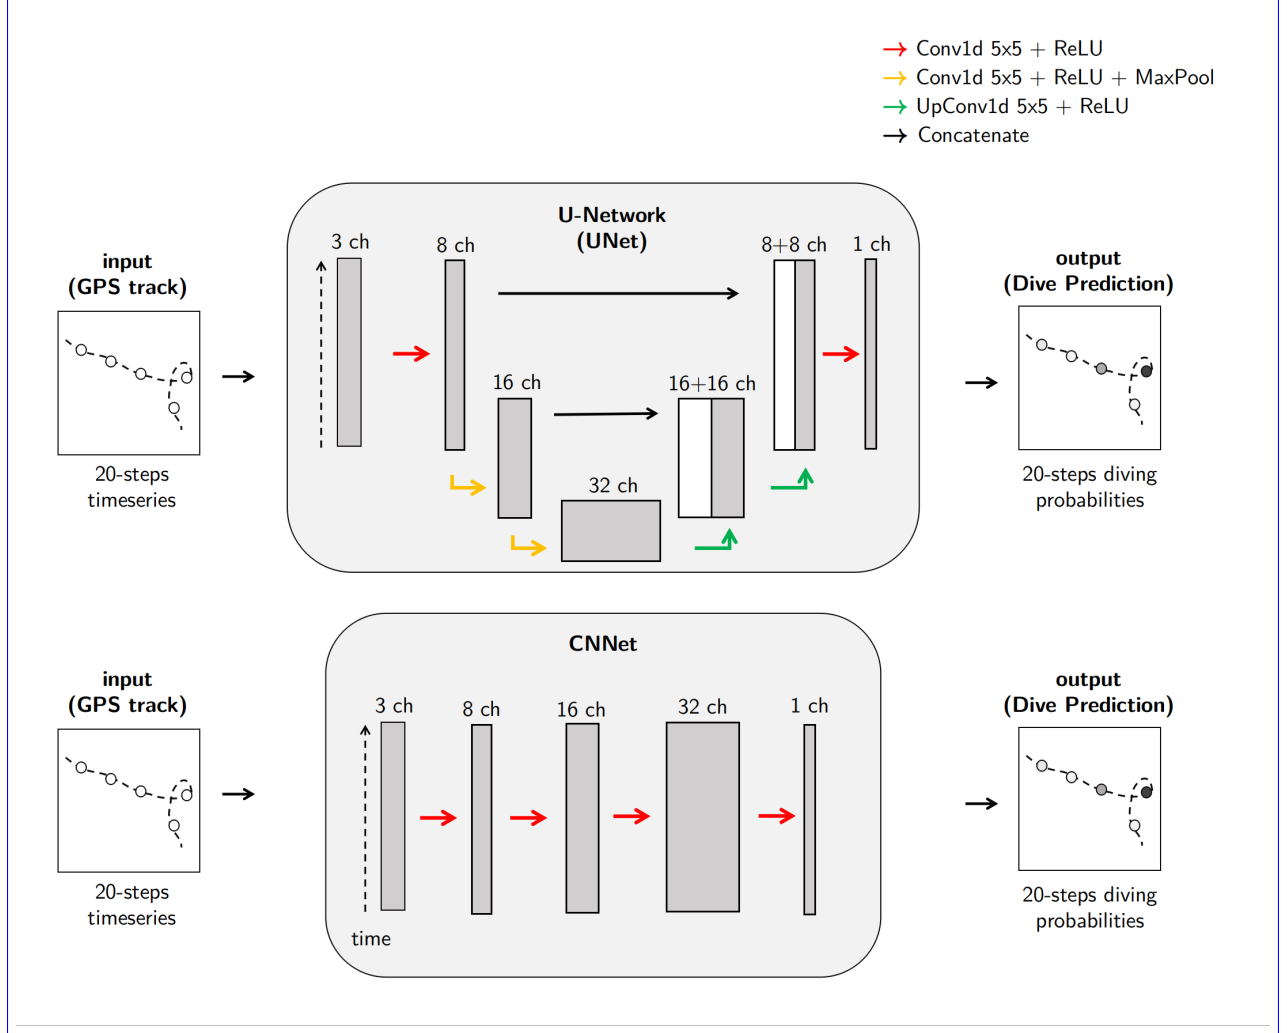 Conv1d 5x5 + ReLU
Conv1d 5x5 + ReLU + MaxPool
UpConv1d 5x5 + ReLU
Concatenate
U-Network
(UNet)
3 ch
8 ch
8+8 ch
1 ch
16 ch
16+16 ch
32 ch
input
(GPS track)
20-steps
timeseries
output
(Dive Prediction)
20-steps diving
probabilities
CNNet
3 ch
8 ch
16 ch
32 ch
1 ch
time
input
(GPS track)
20-steps
timeseries
output
(Dive Prediction)
20-steps diving
probabilities